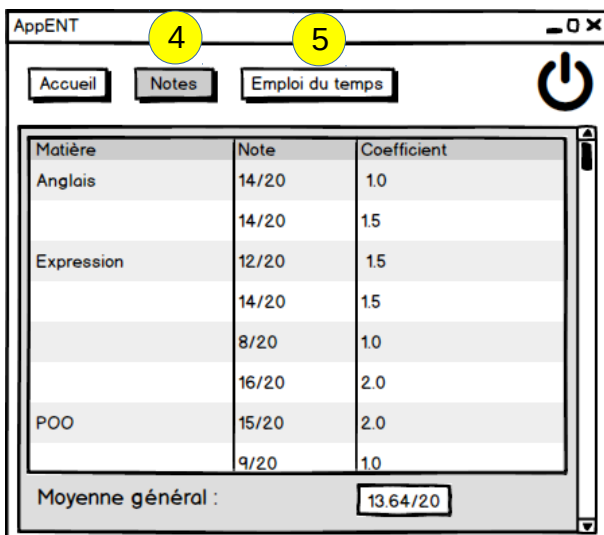 AppENT
4 5
Accueil Notes Emploi du temps
Matière Note Coefficient
Anglais 14/20 1.0
14/20 1.5
Expression 12/20 1.5
14/20 1.5
8/20 1.0
16/20 2.0
POO 15/20 2.0
9/20 1.0
Moyenne général : 13.64/20